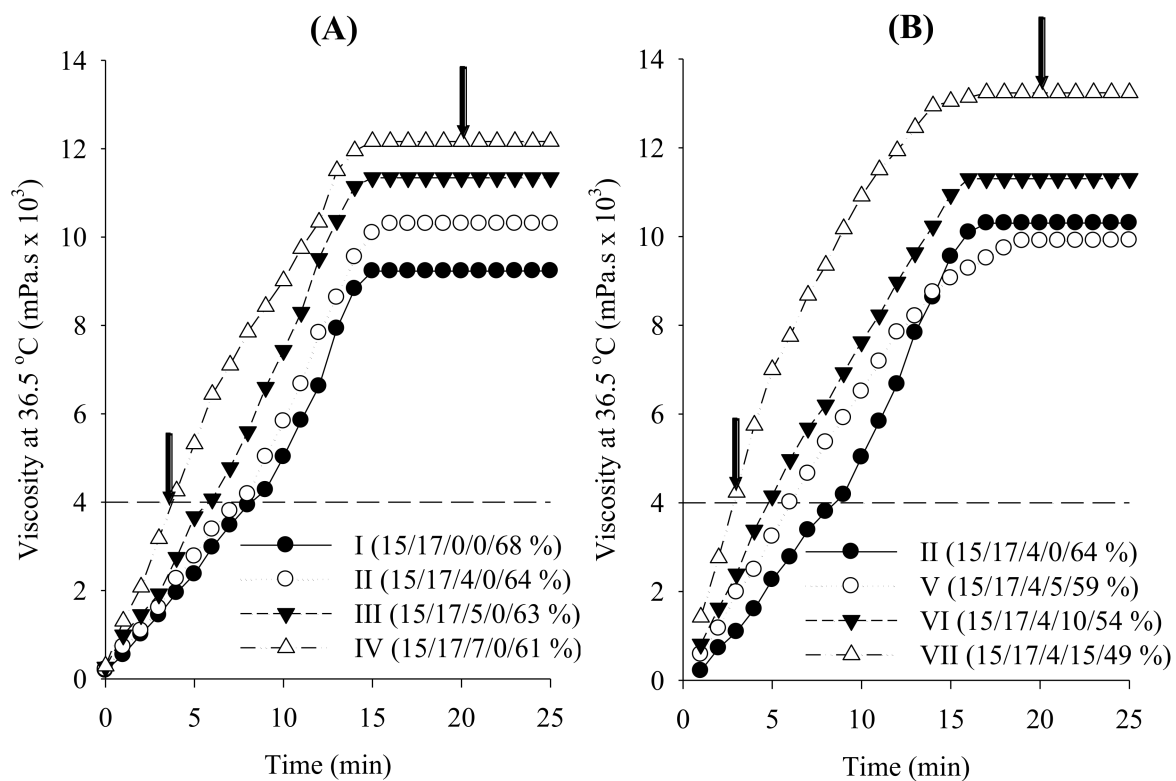 (A)
Viscosity at 36.5 °C (mPa.s x 10³)
14
12
10
8
6
4
2
0
I (15/17/0/0/68 %)
II (15/17/4/0/64 %)
III (15/17/5/0/63 %)
IV (15/17/7/0/61 %)
0 5 10 15 20 25
Time (min)
(B)
Viscosity at 36.5 °C (mPa.s x 10³)
14
12
10
8
6
4
2
0
II (15/17/4/0/64 %)
V (15/17/4/5/59 %)
VI (15/17/4/10/54 %)
VII (15/17/4/15/49 %)
0 5 10 15 20 25
Time (min)